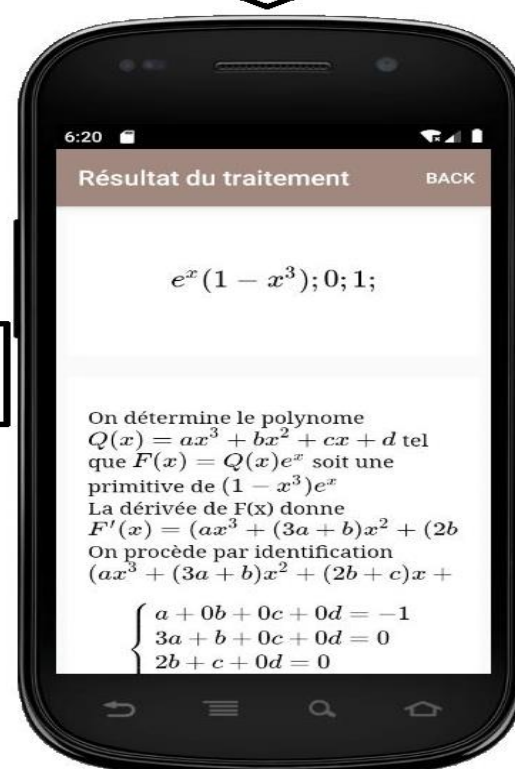 6:20
Résultat du traitement BACK
e^x(1 − x^3); 0; 1;
On détermine le polynome
Q(x) = ax^3 + bx^2 + cx + d tel
que F(x) = Q(x)e^x soit une
primitive de (1 − x^3)e^x
La dérivée de F(x) donne
F′(x) = (ax^3 + (3a + b)x^2 + (2b
On procède par identification
(ax^3 + (3a + b)x^2 + (2b + c)x +
a + 0b + 0c + 0d = −1
3a + b + 0c + 0d = 0
2b + c + 0d = 0